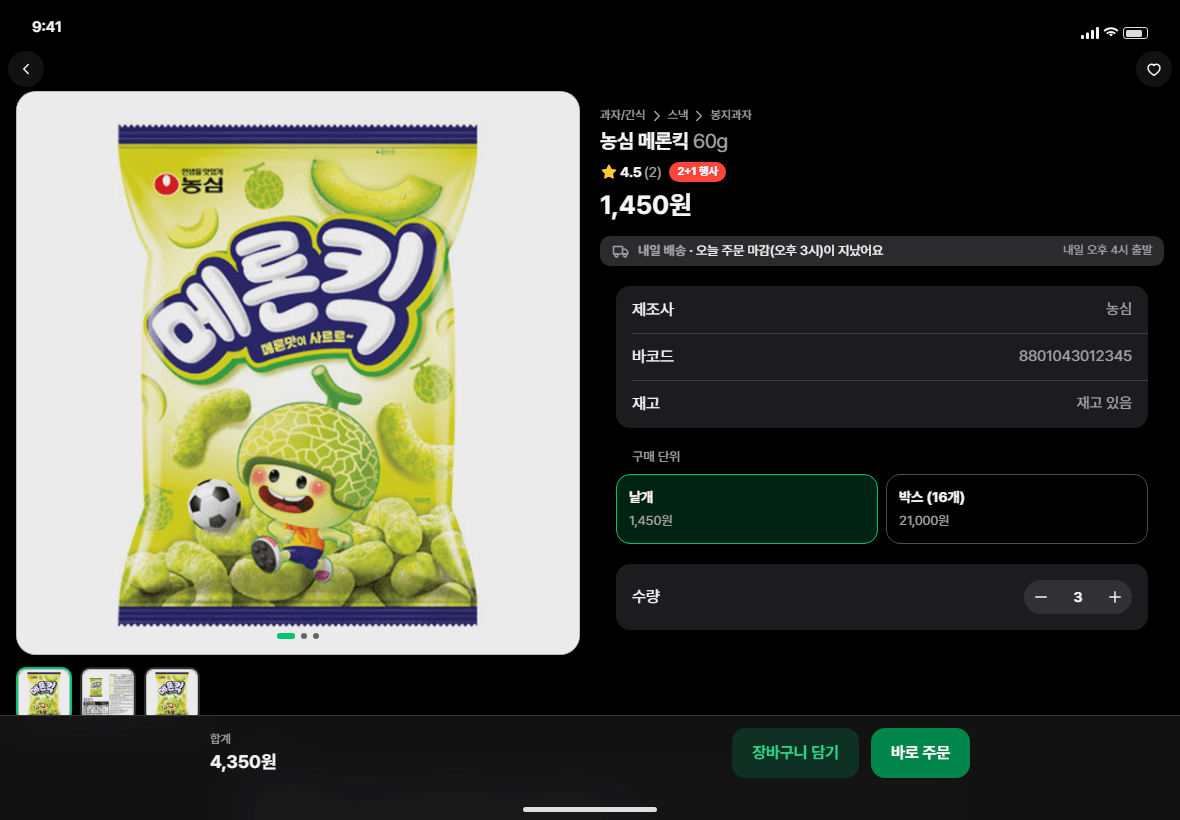 9:41
과자/간식 > 스낵 > 봉지과자
농심 메론킥 60g
4.5 (2) 2+1 행사
1,450원
내일 배송 · 오늘 주문 마감(오후 3시)이 지났어요 내일 오후 4시 출발
인생을 맛있게
농심
메론킥
메론맛이 사르르~
제조사 농심
바코드 8801043012345
재고 재고 있음
구매 단위
낱개
1,450원
박스 (16개)
21,000원
수량 3
합계
4,350원
장바구니 담기
바로 주문